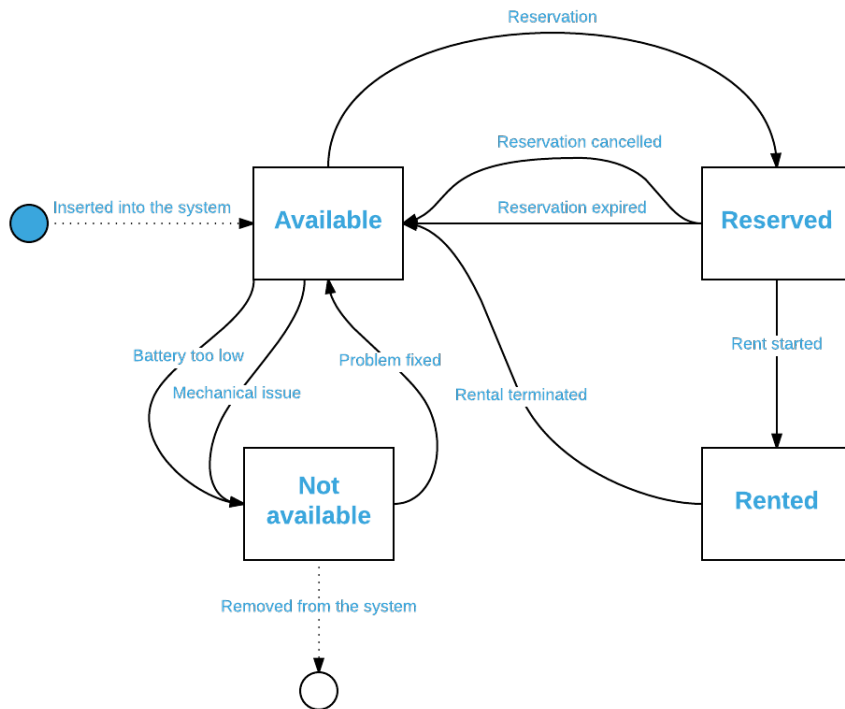 Reservation
Reservation cancelled
Inserted into the system
Reservation expired
Available
Reserved
Battery too low
Problem fixed
Rent started
Mechanical issue
Rental terminated
Not
available
Rented
Removed from the system